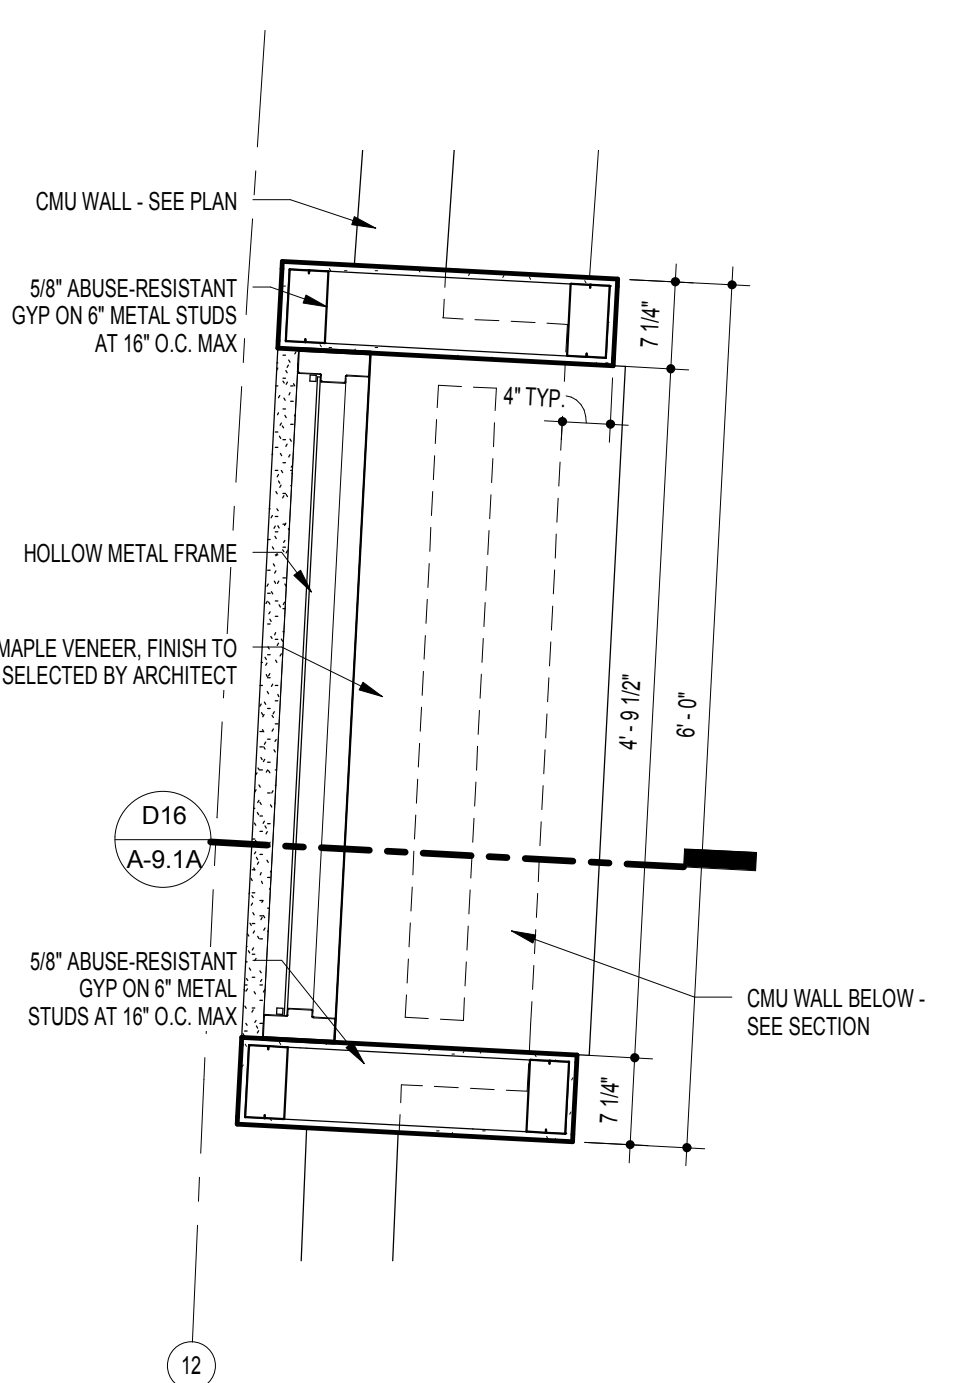 CMU WALL - SEE PLAN
5/8" ABUSE-RESISTANT
GYP ON 6" METAL STUDS
AT 16" O.C. MAX
7 1/4"
4" TYP.
HOLLOW METAL FRAME
MAPLE VENEER, FINISH TO
SELECTED BY ARCHITECT
4' - 9 1/2"
6' - 0"
D16
A-9.1A
5/8" ABUSE-RESISTANT
GYP ON 6" METAL
STUDS AT 16" O.C. MAX
CMU WALL BELOW -
SEE SECTION
7 1/4"
12